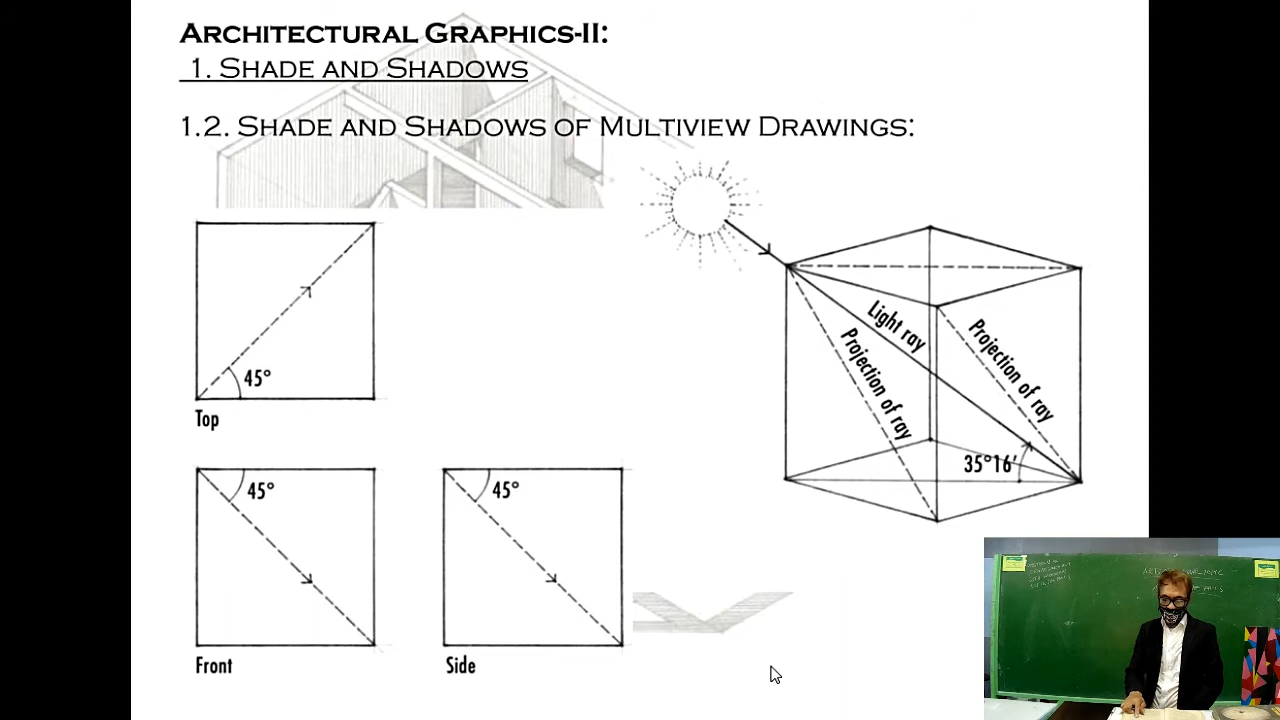 ARCHITECTURAL GRAPHICS-II:
1. SHADE AND SHADOWS
1.2. SHADE AND SHADOWS OF MULTIVIEW DRAWINGS:
45°
Top
45°
Front
45°
Side
Light ray
Projection of ray
Projection of ray
35°16'